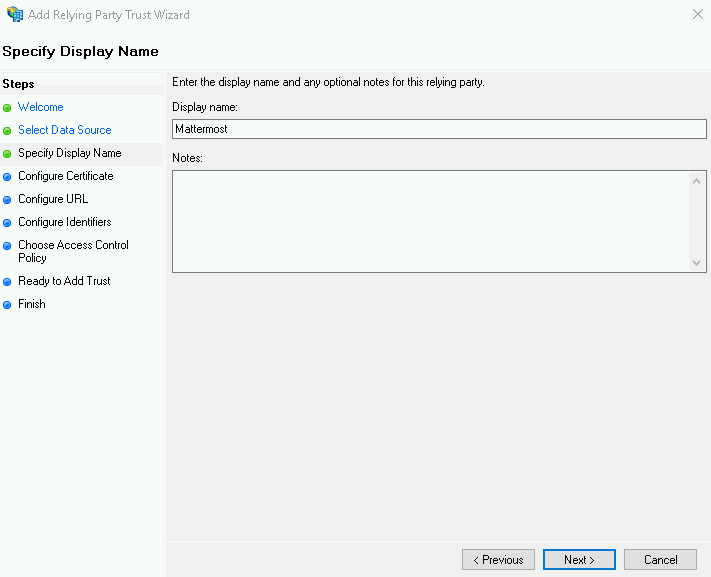 Add Relying Party Trust Wizard
Specify Display Name
Steps
Welcome
Select Data Source
Specify Display Name
Configure Certificate
Configure URL
Configure Identifiers
Choose Access Control
Policy
Ready to Add Trust
Finish
Enter the display name and any optional notes for this relying party.
Display name:
Mattermost
Notes:
< Previous
Next >
Cancel